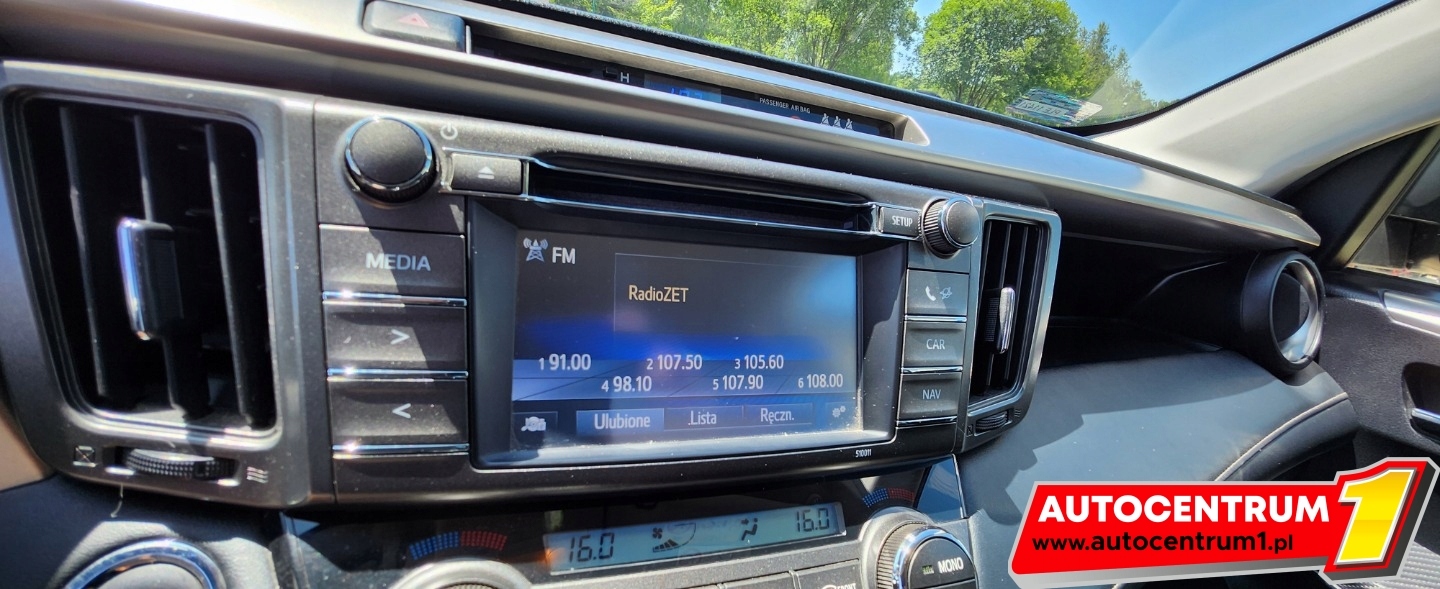 H
PASSENGER AIR BAG
SETUP
MEDIA
FM
RadioZET
>
CAR
1 91.00 2 107.50 3 105.60
4 98.10 5 107.90 6 108.00
<
NAV
Ulubione Lista Ręczn.
510011
16.0 16.0
MONO
AUTOCENTRUM 1
www.autocentrum1.pl